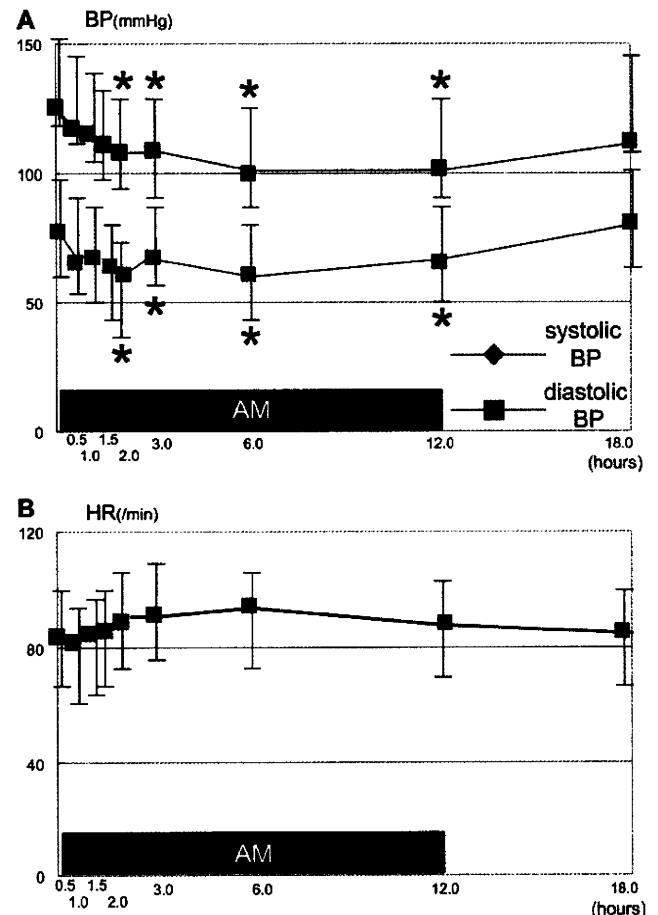 A
BP(mmHg)
150
* * * *
100
50
* * * *
systolic
BP
diastolic
BP
AM
0
0.5 1.5 3.0 6.0 12.0 18.0
1.0 2.0 (hours)
B
HR(/min)
120
80
40
AM
0
0.5 1.5 3.0 6.0 12.0 18.0
1.0 2.0 (hours)